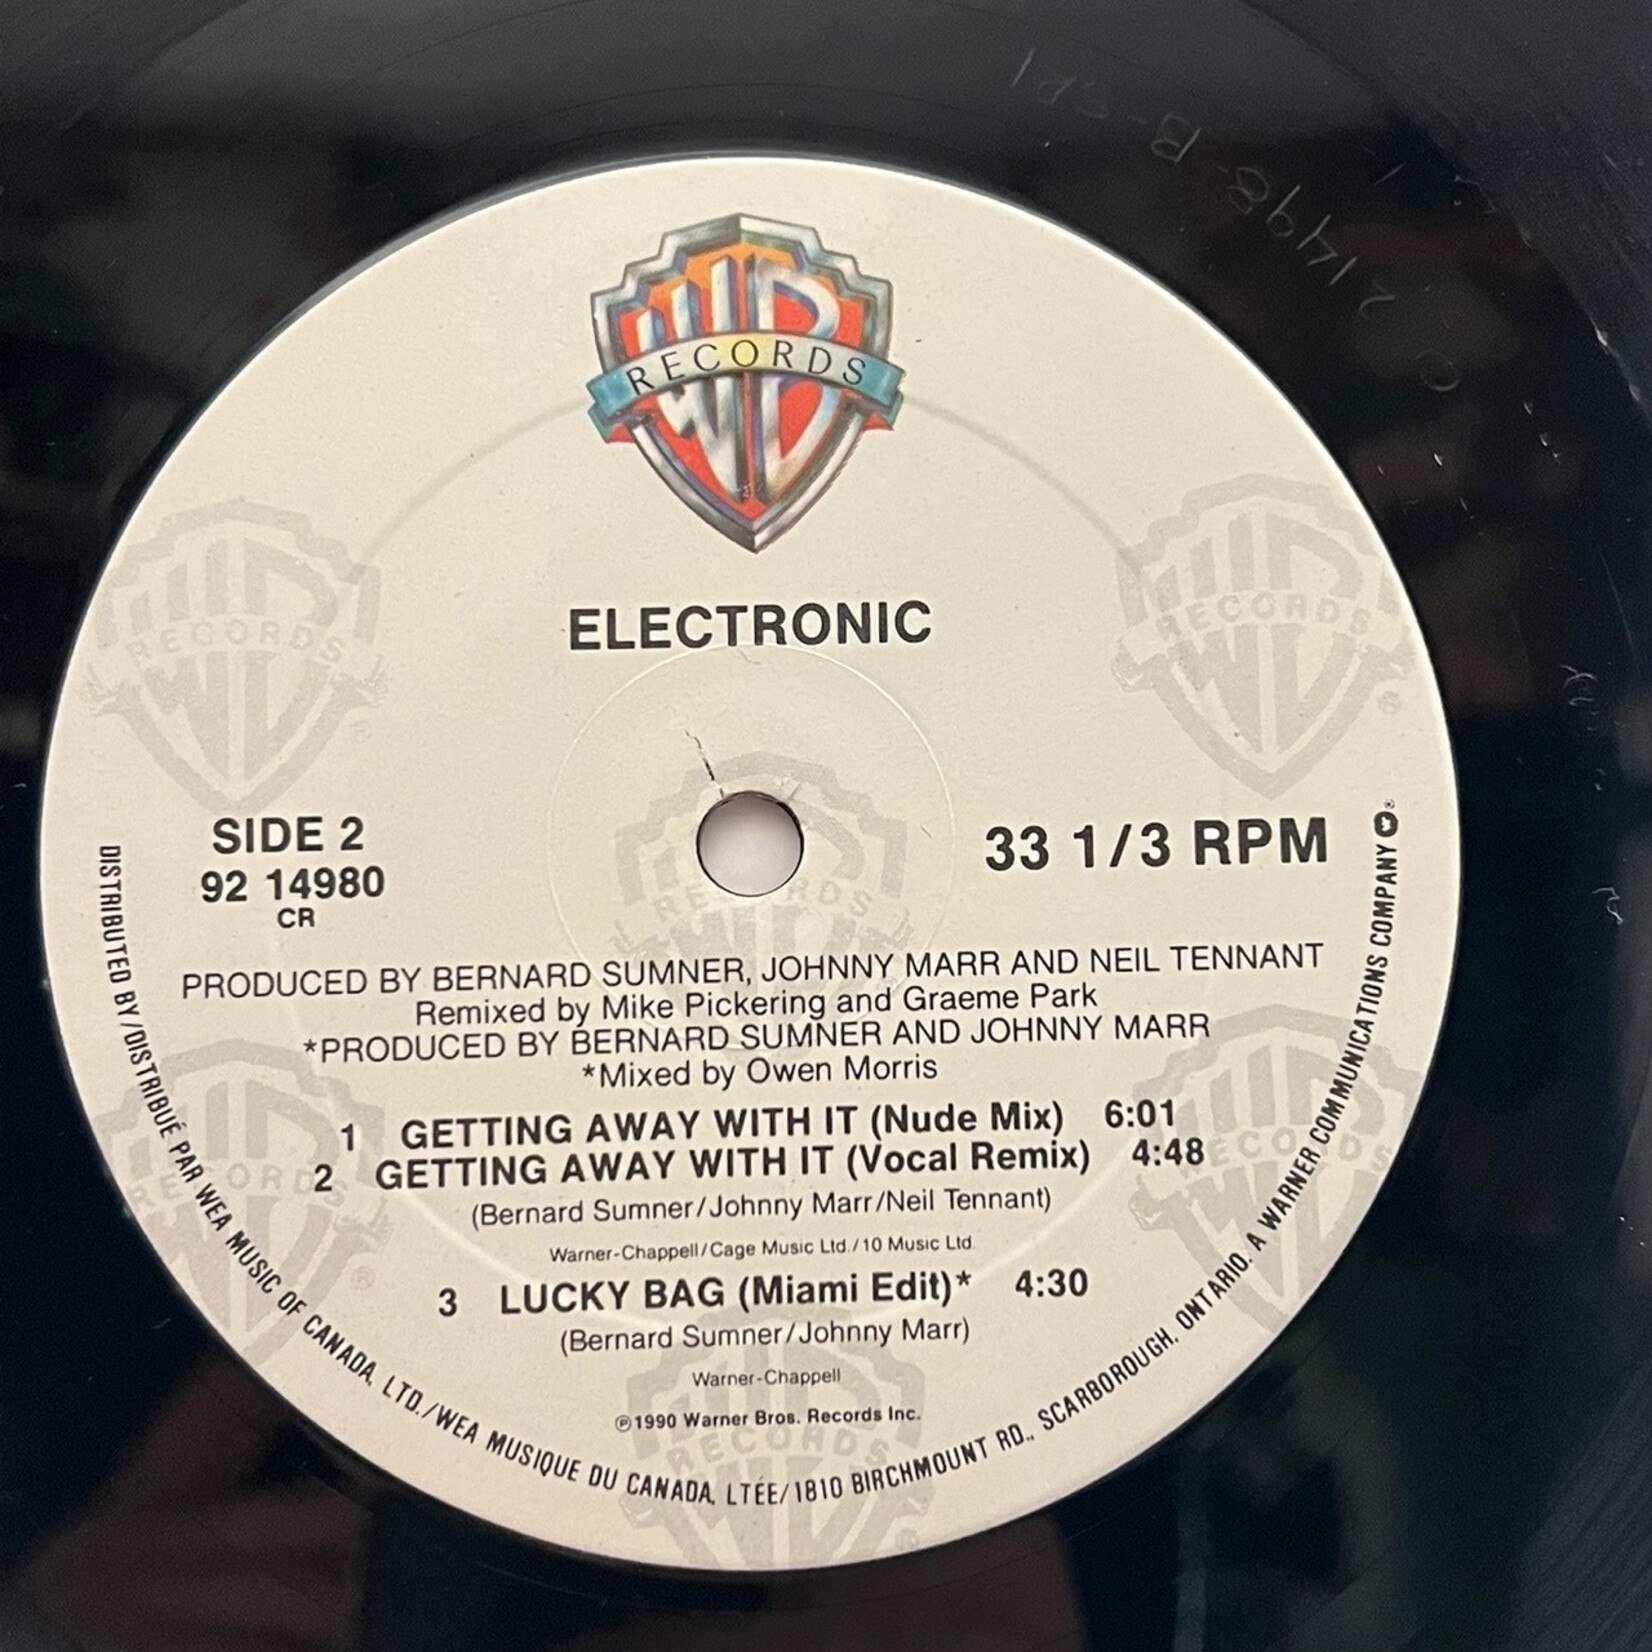 RECORDS
ELECTRONIC
SIDE 2
92 14980
CR
33 1/3 RPM
PRODUCED BY BERNARD SUMNER, JOHNNY MARR AND NEIL TENNANT
Remixed by Mike Pickering and Graeme Park
*PRODUCED BY BERNARD SUMNER AND JOHNNY MARR
*Mixed by Owen Morris
1 GETTING AWAY WITH IT (Nude Mix) 6:01
2 GETTING AWAY WITH IT (Vocal Remix) 4:48
(Bernard Sumner/Johnny Marr/Neil Tennant)
Warner-Chappell/Cage Music Ltd./10 Music Ltd.
3 LUCKY BAG (Miami Edit)* 4:30
(Bernard Sumner/Johnny Marr)
Warner-Chappell
℗1990 Warner Bros. Records Inc.
DISTRIBUTED BY/DISTRIBUÉ PAR WEA MUSIC OF CANADA, LTD./WEA MUSIQUE DU CANADA, LTÉE/1810 BIRCHMOUNT RD., SCARBOROUGH, ONTARIO. A WARNER COMMUNICATIONS COMPANY